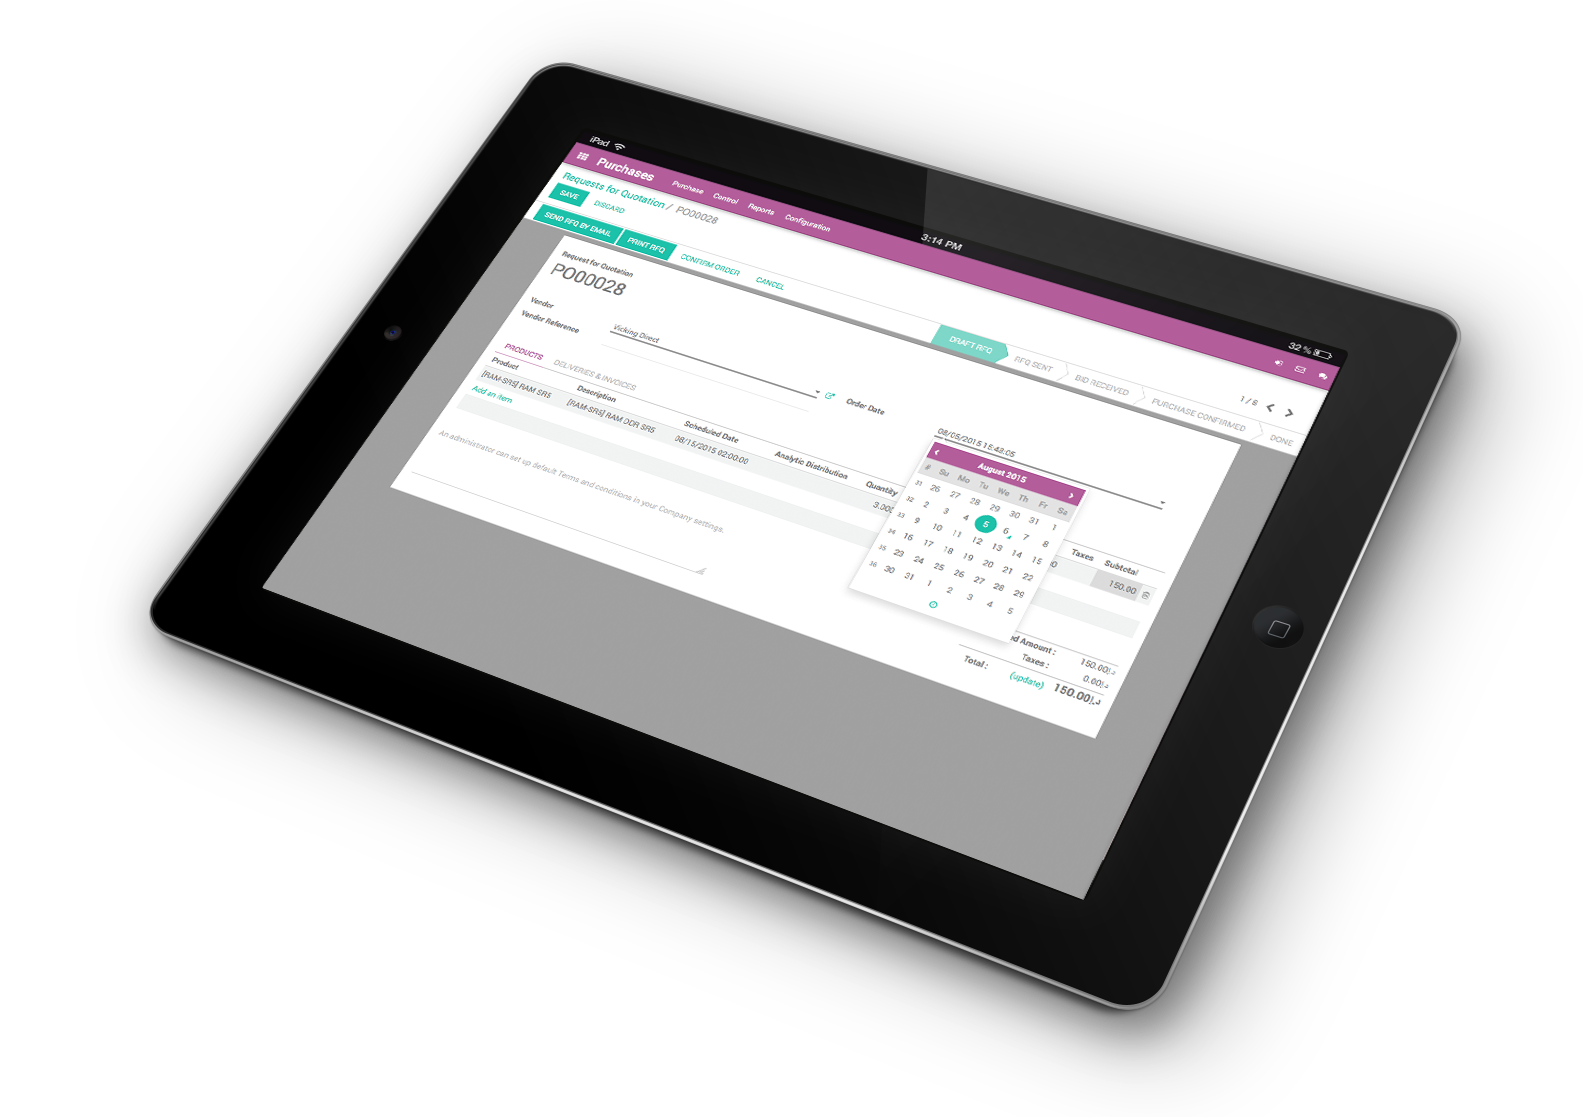 iPad
3:14 PM
32 %
Purchases Purchase Control Reports Configuration
Requests for Quotation / PO00028
SAVE DISCARD
1 / 6
SEND RFQ BY EMAIL PRINT RFQ CONFIRM ORDER CANCEL
DRAFT RFQ RFQ SENT BID RECEIVED PURCHASE CONFIRMED DONE
Request for Quotation
PO00028
Vendor Vicking Direct
Vendor Reference
Order Date 08/05/2015 15:43:05
PRODUCTS DELIVERIES & INVOICES
Product Description Scheduled Date Analytic Distribution Quantity Taxes Subtotal
[RAM-SR5] RAM SR5 [RAM-SR5] RAM DDR SR5 08/15/2015 02:00:00 3.000 150.00
Add an item
An administrator can set up default Terms and conditions in your Company settings.
August 2015
# Su Mo Tu We Th Fr Sa
31 26 27 28 29 30 31 1
32 2 3 4 5 6 7 8
33 9 10 11 12 13 14 15
34 16 17 18 19 20 21 22
35 23 24 25 26 27 28 29
36 30 31 1 2 3 4 5
ed Amount : 150.00
Taxes : 0.00
Total : (update) 150.00